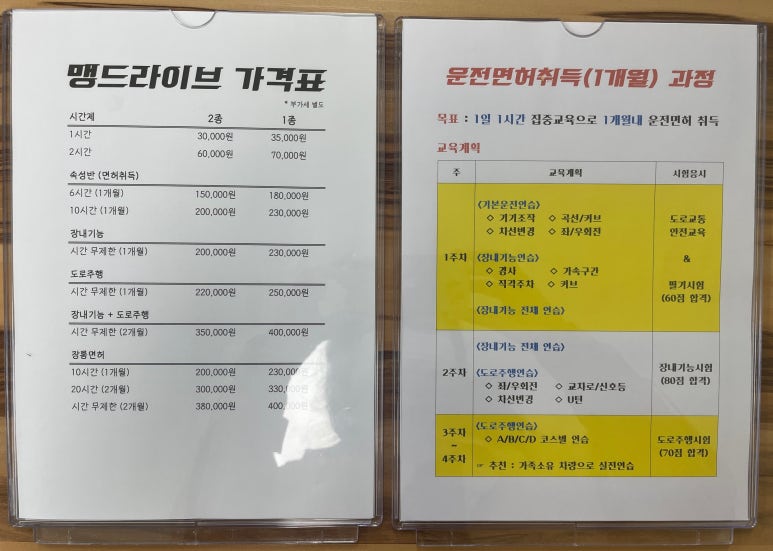 맹드라이브 가격표
* 부가세 별도
시간제 2종 1종
1시간 30,000원 35,000원
2시간 60,000원 70,000원
속성반 (면허취득)
6시간 (1개월) 150,000원 180,000원
10시간 (1개월) 200,000원 230,000원
장내기능
시간 무제한 (1개월) 200,000원 230,000원
도로주행
시간 무제한 (1개월) 220,000원 250,000원
장내기능 + 도로주행
시간 무제한 (2개월) 350,000원 400,000원
장롱면허
10시간 (1개월) 200,000원 230,000원
20시간 (2개월) 300,000원 330,
시간 무제한 (2개월) 380,000원 400,
운전면허취득(1개월) 과정
목표 : 1일 1시간 집중교육으로 1개월내 운전면허 취득
교육계획
주 교육계획 시험응시
1주차
<기본운전연습>
◇ 기기조작 ◇ 곡선/커브
◇ 차선변경 ◇ 좌/우회전
<장내기능연습>
◇ 경사 ◇ 가속구간
◇ 직각주차 ◇ 커브
<장내기능 전체 연습>
도로교통
안전교육
&
필기시험
(60점 합격)
2주차
<장내기능 전체 연습>
<도로주행연습>
◇ 좌/우회전 ◇ 교차로/신호등
◇ 차선변경 ◇ U턴
장내기능시험
(80점 합격)
3주차
~
4주차
<도로주행연습>
◇ A/B/C/D 코스별 연습
☞ 추천 : 가족소유 차량으로 실전연습
도로주행시험
(70점 합격)